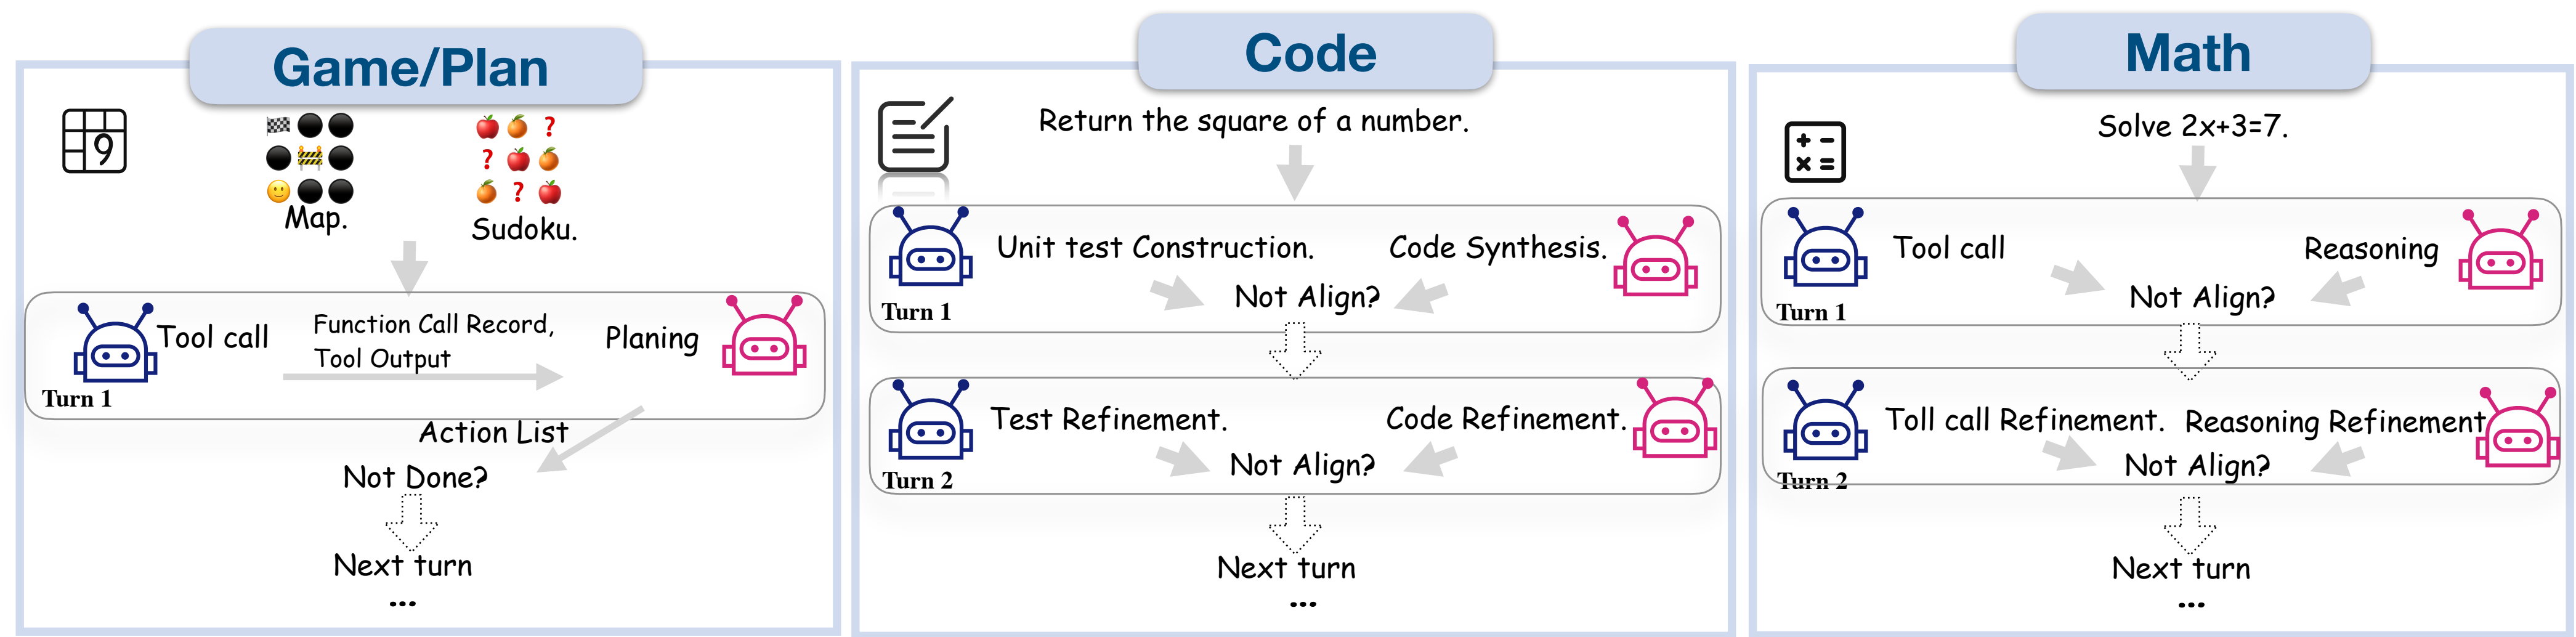 Game/Plan
9
? 
?
?
Map.
Sudoku.
Tool call
Function Call Record,
Tool Output
Planing
Turn 1
Action List
Not Done?
Next turn
...
Code
Return the square of a number.
Unit test Construction.
Code Synthesis.
Not Align?
Turn 1
Test Refinement.
Code Refinement.
Not Align?
Turn 2
Next turn
...
Math
Solve 2x+3=7.
Tool call
Reasoning
Not Align?
Turn 1
Toll call Refinement.
Reasoning Refinement
Not Align?
Turn 2
Next turn
...